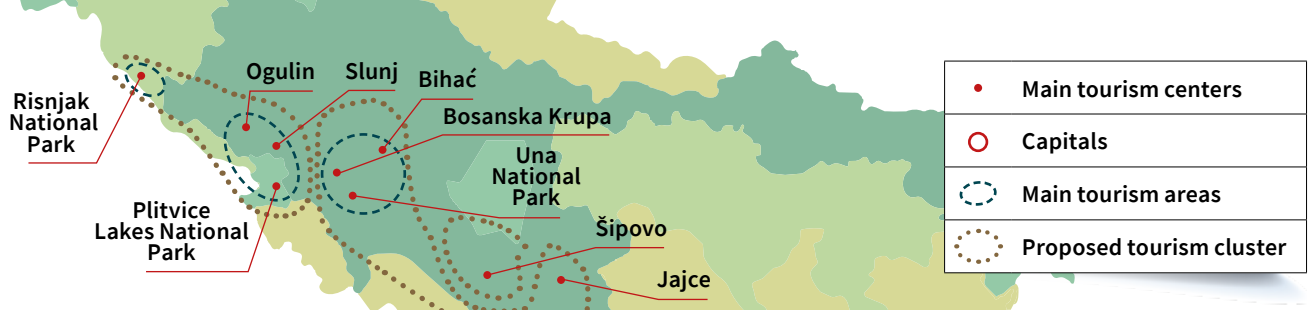 Risnjak
National
Park
Ogulin
Slunj
Bihać
Bosanska Krupa
Una
National
Park
Plitvice
Lakes National
Park
Šipovo
Jajce
Main tourism centers
Capitals
Main tourism areas
Proposed tourism cluster